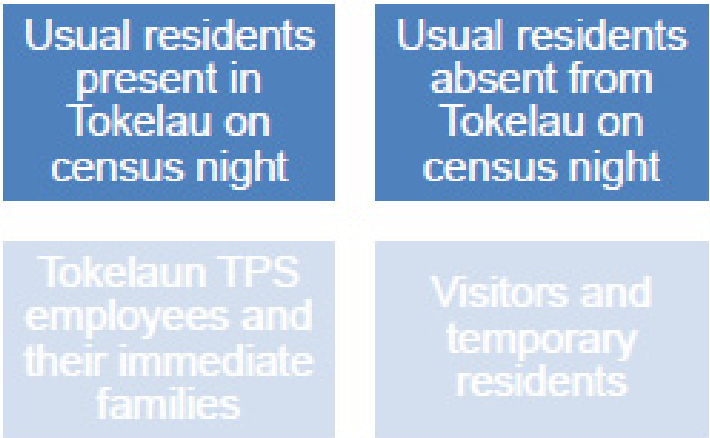 Usual residents
present in
Tokelau on
census night
Usual residents
absent from
Tokelau on
census night
Tokelaun TPS
employees and
their immediate
families
Visitors and
temporary
residents